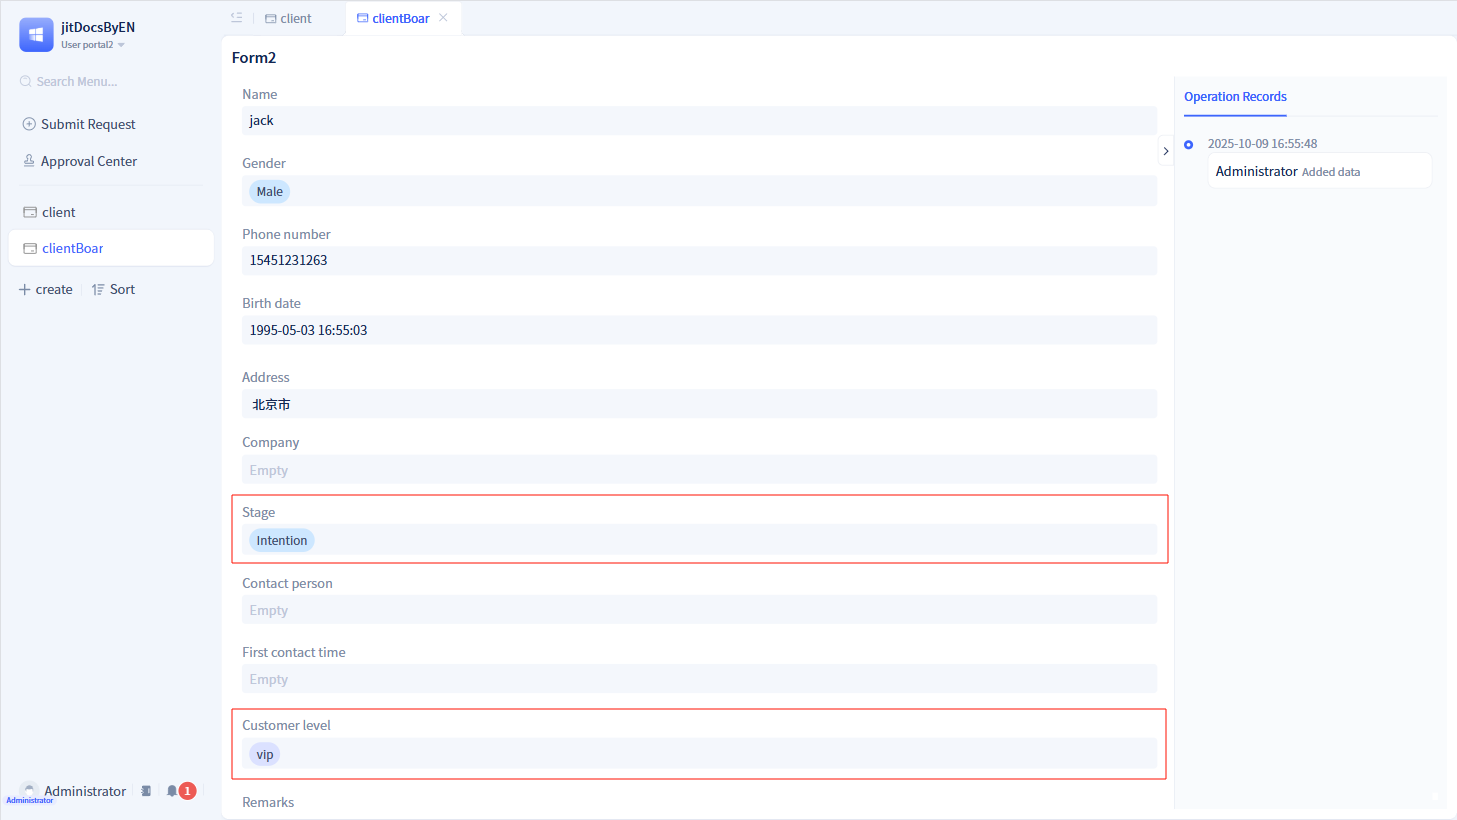 jitDocsByEN
User portal2
Search Menu...
Submit Request
Approval Center
client
clientBoar
create
Sort
Administrator
1
Administrator
client
clientBoar
Form2
Name
jack
Gender
Male
Phone number
15451231263
Birth date
1995-05-03 16:55:03
Address
北京市
Company
Empty
Stage
Intention
Contact person
Empty
First contact time
Empty
Customer level
vip
Remarks
Operation Records
2025-10-09 16:55:48
Administrator Added data